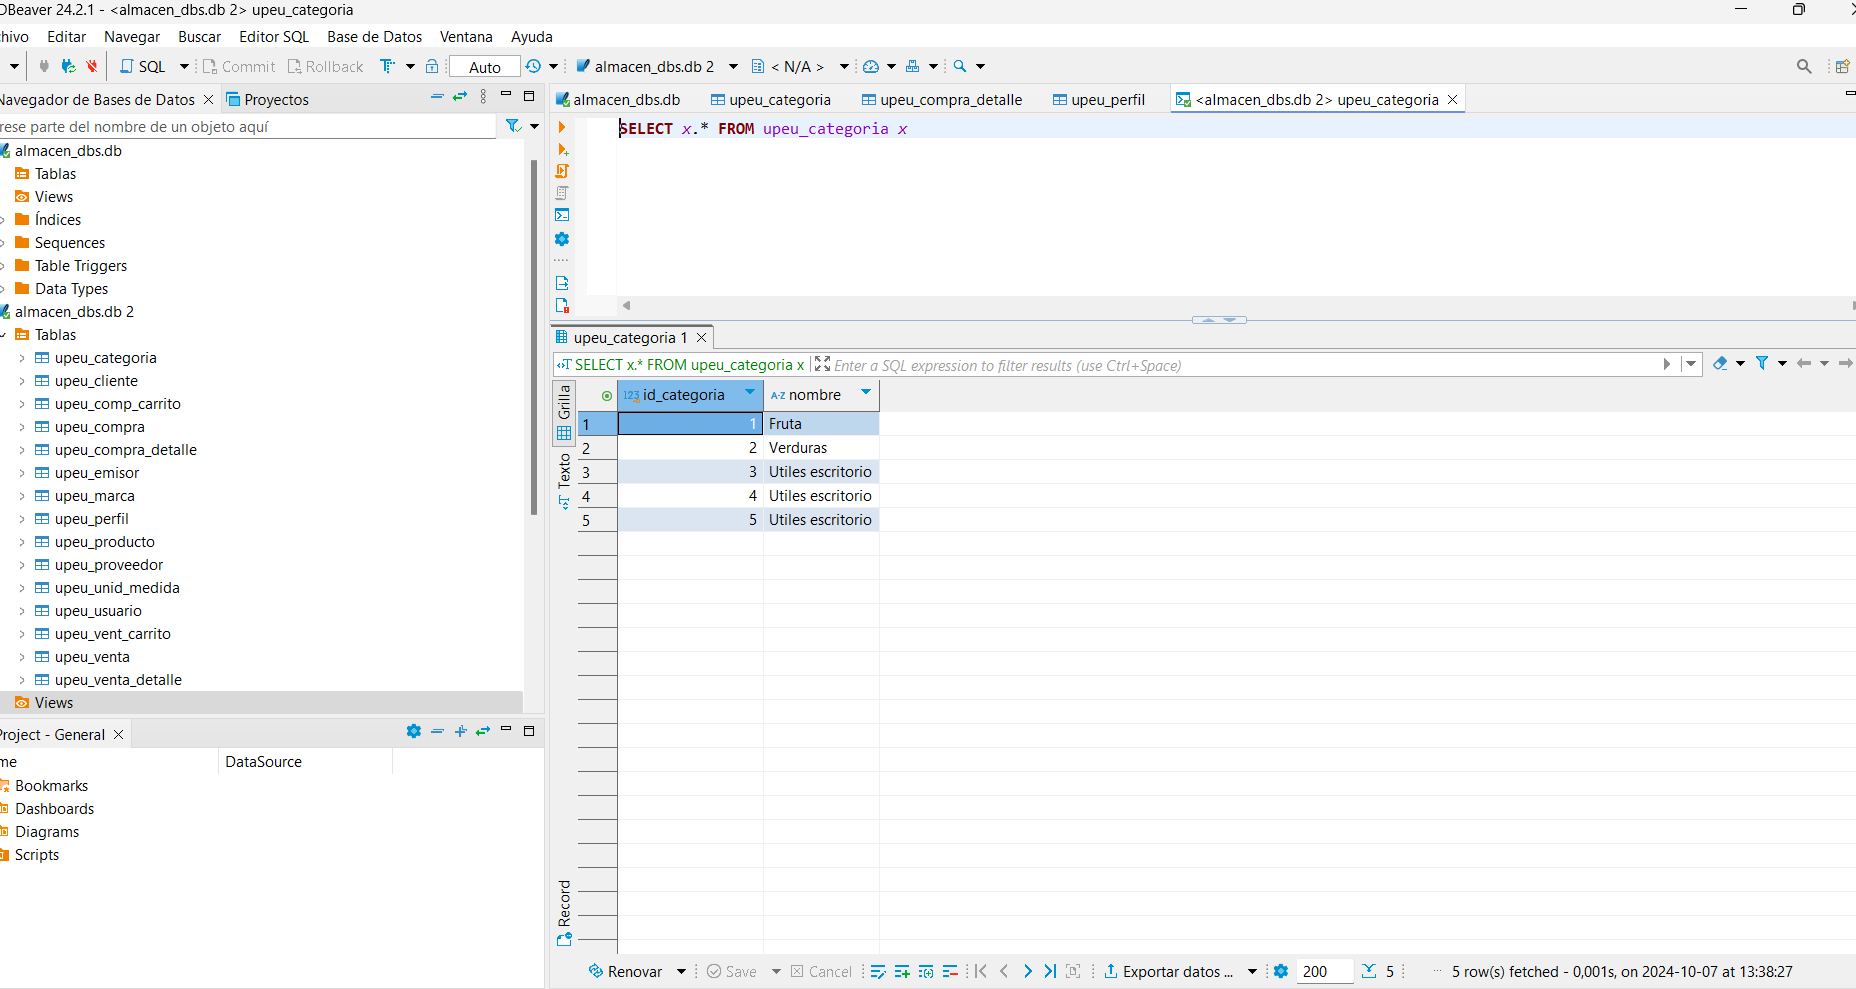 DBeaver 24.2.1 - <almacen_dbs.db 2> upeu_categoria
hivo Editar Navegar Buscar Editor SQL Base de Datos Ventana Ayuda
SQL Commit Rollback Auto almacen_dbs.db 2 < N/A >
Navegador de Bases de Datos Proyectos
rese parte del nombre de un objeto aquí
almacen_dbs.db
Tablas
Views
Índices
Sequences
Table Triggers
Data Types
almacen_dbs.db 2
Tablas
upeu_categoria
upeu_cliente
upeu_comp_carrito
upeu_compra
upeu_compra_detalle
upeu_emisor
upeu_marca
upeu_perfil
upeu_producto
upeu_proveedor
upeu_unid_medida
upeu_usuario
upeu_vent_carrito
upeu_venta
upeu_venta_detalle
Views
Project - General
me DataSource
Bookmarks
Dashboards
Diagrams
Scripts
almacen_dbs.db upeu_categoria upeu_compra_detalle upeu_perfil <almacen_dbs.db 2> upeu_categoria
SELECT x.* FROM upeu_categoria x
upeu_categoria 1
SELECT x.* FROM upeu_categoria x Enter a SQL expression to filter results (use Ctrl+Space)
Grilla
Texto
Record
123 id_categoria A-Z nombre
1 1 Fruta
2 2 Verduras
3 3 Utiles escritorio
4 4 Utiles escritorio
5 5 Utiles escritorio
Renovar Save Cancel Exportar datos ... 200 5 ... 5 row(s) fetched - 0,001s, on 2024-10-07 at 13:38:27